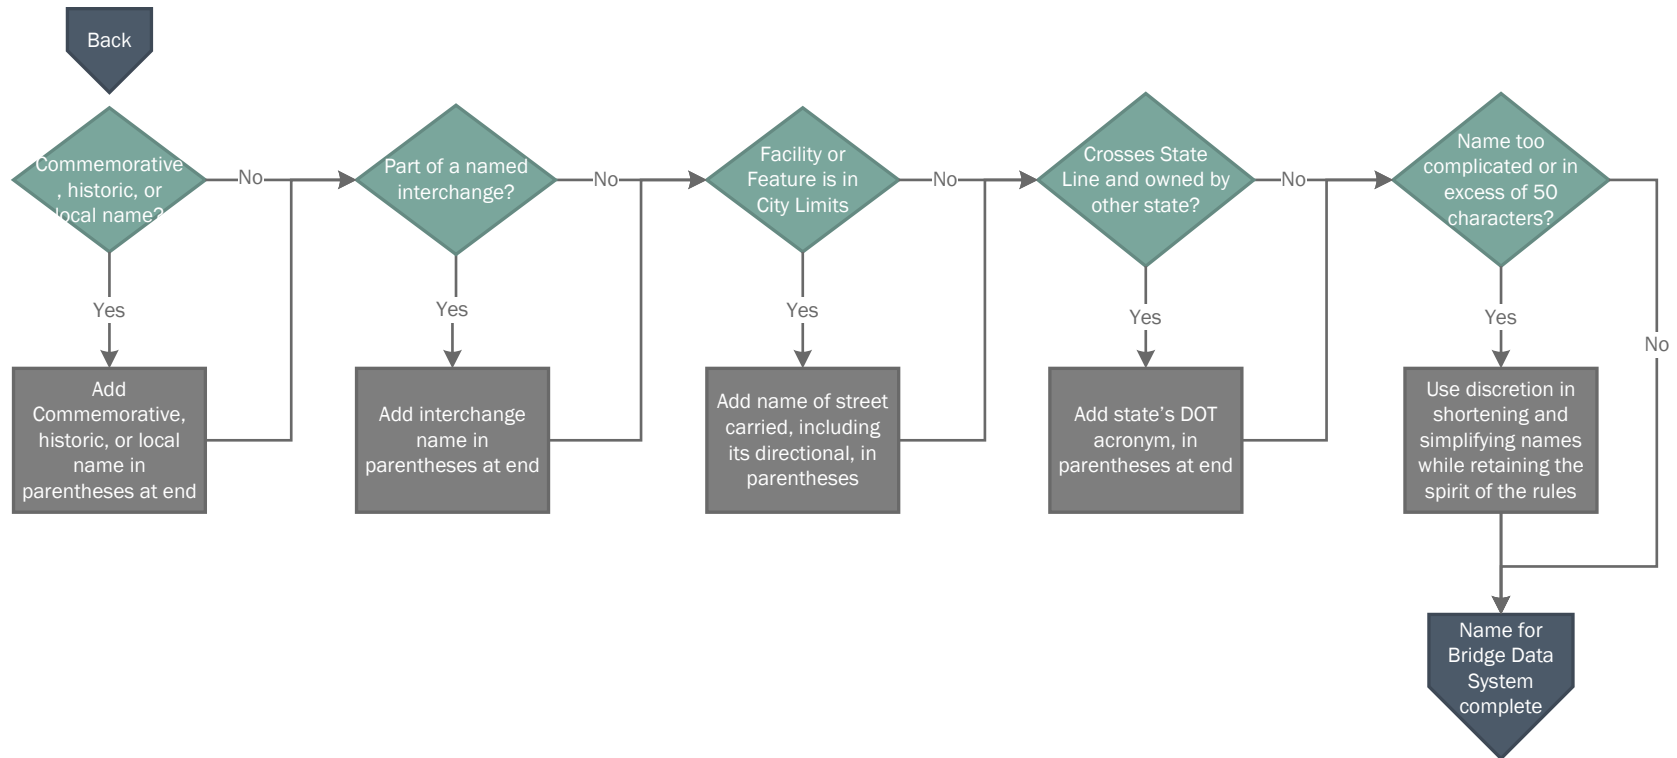 Back
Commemorative
, historic, or
local name?
No
Part of a named
interchange?
No
Facility or
Feature is in
City Limits
No
Crosses State
Line and owned by
other state?
No
Name too
complicated or in
excess of 50
characters?
Yes
Yes
Yes
Yes
Yes
No
Add
Commemorative,
historic, or local
name in
parentheses at end
Add interchange
name in
parentheses at end
Add name of street
carried, including
its directional, in
parentheses
Add state’s DOT
acronym, in
parentheses at end
Use discretion in
shortening and
simplifying names
while retaining the
spirit of the rules
Name for
Bridge Data
System
complete